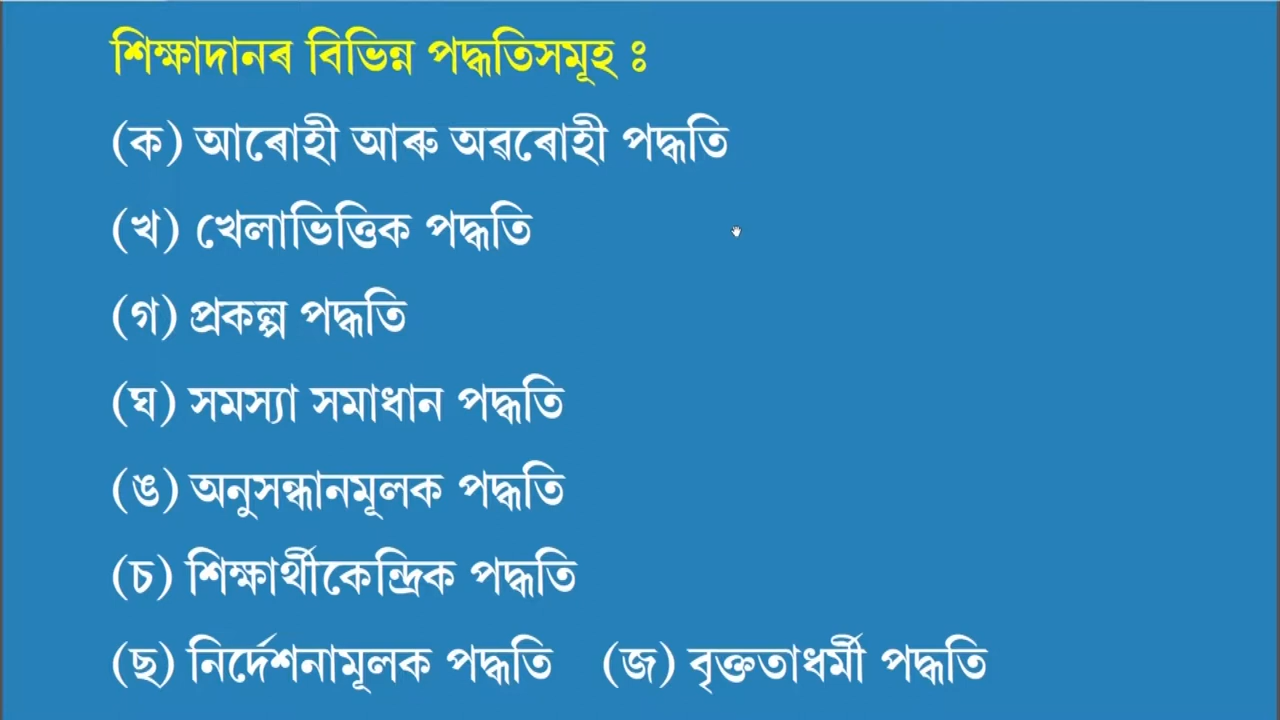 শিক্ষাদানৰ বিভিন্ন পদ্ধতিসমূহ ঃ
(ক) আৰোহী আৰু অৱৰোহী পদ্ধতি
(খ) খেলাভিত্তিক পদ্ধতি
(গ) প্ৰকল্প পদ্ধতি
(ঘ) সমস্যা সমাধান পদ্ধতি
(ঙ) অনুসন্ধানমূলক পদ্ধতি
(চ) শিক্ষাৰ্থীকেন্দ্ৰিক পদ্ধতি
(ছ) নিৰ্দেশনামূলক পদ্ধতি (জ) বৃক্ততাধৰ্মী পদ্ধতি